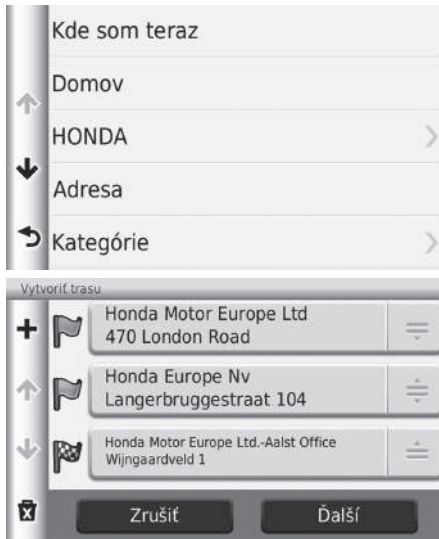 Kde som teraz
Domov
HONDA
Adresa
Kategórie
Vytvoriť trasu
Honda Motor Europe Ltd
470 London Road
Honda Europe Nv
Langerbruggestraat 104
Honda Motor Europe Ltd.-Aalst Office
Wijngaardveld 1
Zrušiť
Ďalší